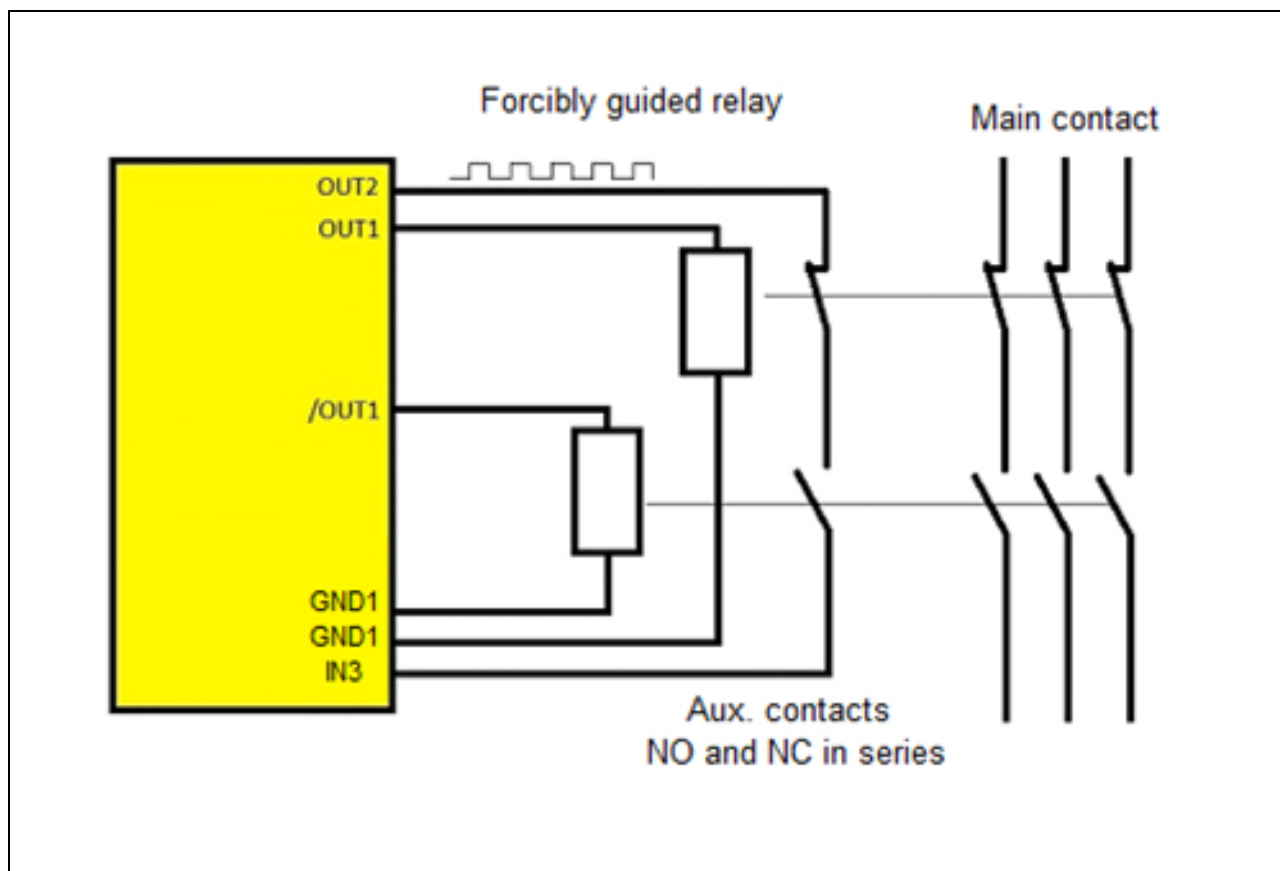 Forcibly guided relay
Main contact
OUT2
OUT1
/OUT1
GND1
GND1
IN3
Aux. contacts
NO and NC in series